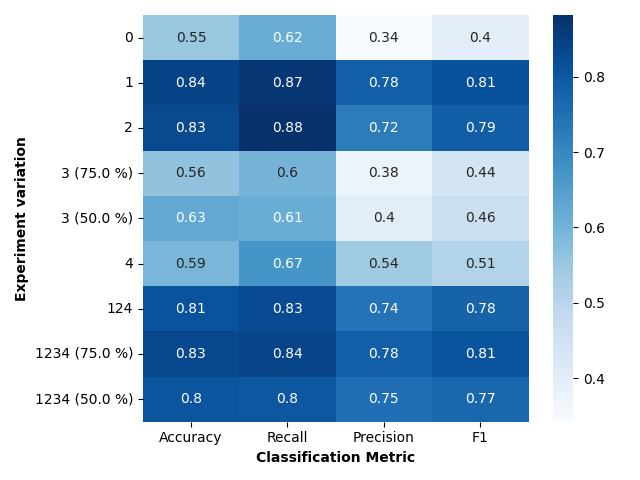 0 0.55 0.62 0.34 0.4
1 0.84 0.87 0.78 0.81 0.8
2 0.83 0.88 0.72 0.79
0.7
3 (75.0 %) 0.56 0.6 0.38 0.44
3 (50.0 %) 0.63 0.61 0.4 0.46 0.6
4 0.59 0.67 0.54 0.51
0.5
124 0.81 0.83 0.74 0.78
1234 (75.0 %) 0.83 0.84 0.78 0.81
0.4
1234 (50.0 %) 0.8 0.8 0.75 0.77
Experiment variation
Accuracy Recall Precision F1
Classification Metric